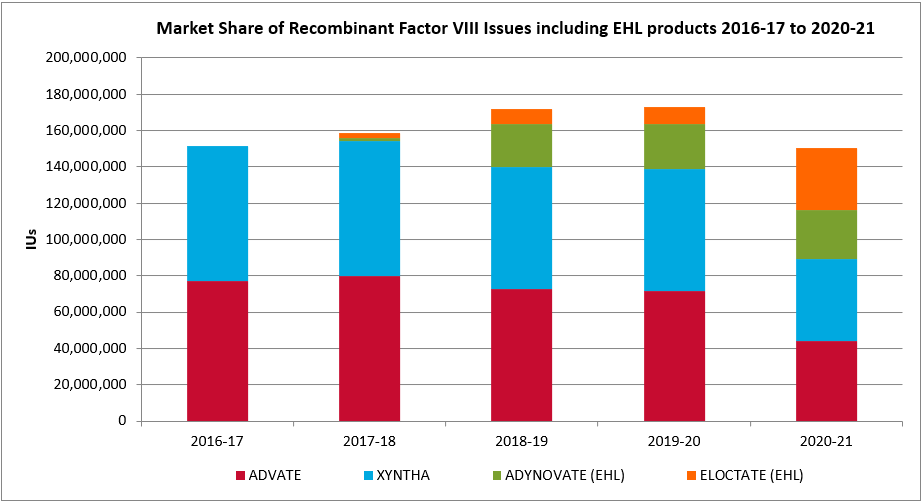 Market Share of Recombinant Factor VIII Issues including EHL products 2016-17 to 2020-21
200,000,000
180,000,000
160,000,000
140,000,000
120,000,000
100,000,000
80,000,000
60,000,000
40,000,000
20,000,000
0
IUs
2016-17 2017-18 2018-19 2019-20 2020-21
ADVATE XYNTHA ADYNOVATE (EHL) ELOCTATE (EHL)